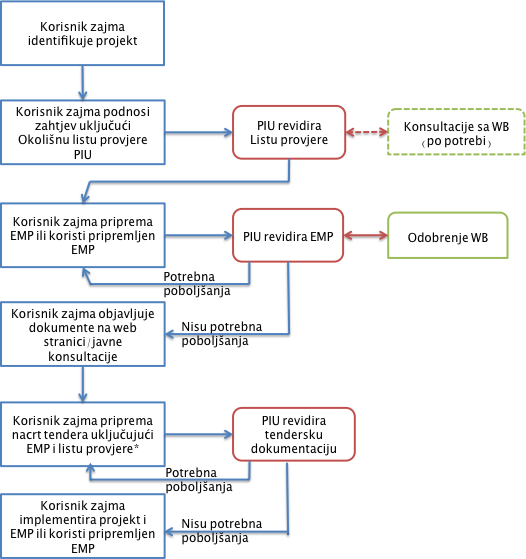 Korisnik zajma
identifikuje projekt
Korisnik zajma podnosi
zahtjev uključući
Okolišnu listu provjere
PIU
PIU revidira
Listu provjere
Konsultacije sa WB
(po potrebi)
Korisnik zajma priprema
EMP ili koristi pripremljen
EMP
PIU revidira EMP
Odobrenje WB
Potrebna
poboljšanja
Korisnik zajma objavljuje
dokumente na web
stranici/javne
konsultacije
Nisu potrebna
poboljšanja
Korisnik zajma priprema
nacrt tendera uključujući
EMP i listu provjere*
PIU revidira
tendersku
dokumentaciju
Potrebna
poboljšanja
Korisnik zajma
implementira projekt i
EMP ili koristi pripremljen
EMP
Nisu potrebna
poboljšanja